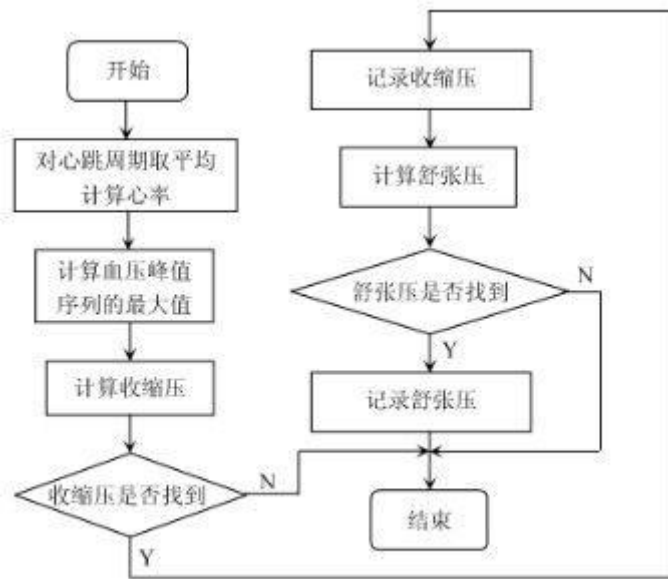 开始
对心跳周期取平均
计算心率
计算血压峰值
序列的最大值
计算收缩压
收缩压是否找到
N
Y
记录收缩压
计算舒张压
舒张压是否找到
N
Y
记录舒张压
结束